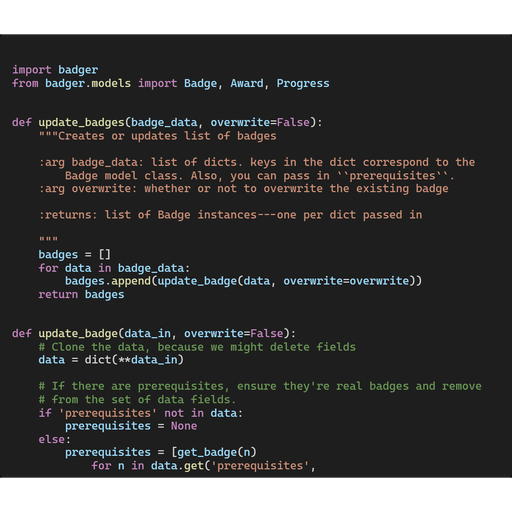 import badger
from badger.models import Badge, Award, Progress

def update_badges(badge_data, overwrite=False):
    """Creates or updates list of badges

    :arg badge_data: list of dicts. keys in the dict correspond to the
        Badge model class. Also, you can pass in ``prerequisites``.
    :arg overwrite: whether or not to overwrite the existing badge

    :returns: list of Badge instances---one per dict passed in

    """
    badges = []
    for data in badge_data:
        badges.append(update_badge(data, overwrite=overwrite))
    return badges

def update_badge(data_in, overwrite=False):
    # Clone the data, because we might delete fields
    data = dict(**data_in)

    # If there are prerequisites, ensure they're real badges and remove
    # from the set of data fields.
    if 'prerequisites' not in data:
        prerequisites = None
    else:
        prerequisites = [get_badge(n)
            for n in data.get('prerequisites',